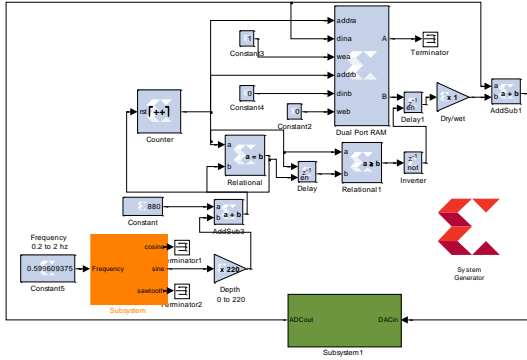 addra
dina
wea
addrb
dinb
web
A
B
Dual Port RAM
1
Constant3
0
Constant4
0
Constant2
Terminator
z-1
en
Delay1
x 1
Dry/wet
a
b
a + b
AddSub1
rst
++
Counter
a
b
a = b
Relational
z-1
en
Delay
a
b
Relational1
z-1
not
Inverter
880
Constant
a
b
a + b
AddSub3
Frequency
0.2 to 2 hz
0.599609375
Constant5
Frequency
cosine
sine
sawtooth
Subsystem
Terminator1
Terminator2
x 220
Depth
0 to 220
System
Generator
ADCout
DACin
Subsystem1